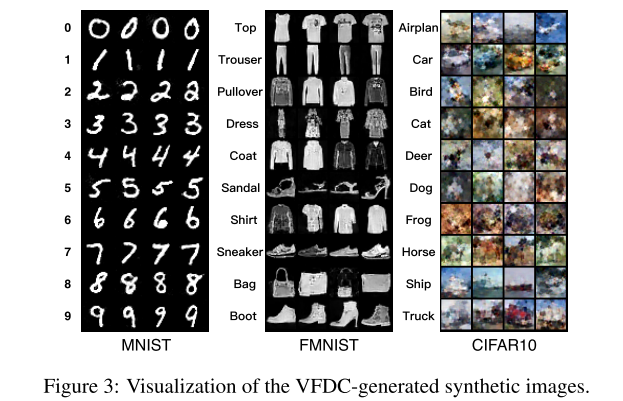 0 Top Airplan
1 Trouser Car
2 Pullover Bird
3 Dress Cat
4 Coat Deer
5 Sandal Dog
6 Shirt Frog
7 Sneaker Horse
8 Bag Ship
9 Boot Truck
MNIST FMNIST CIFAR10
Figure 3: Visualization of the VFDC-generated synthetic images.